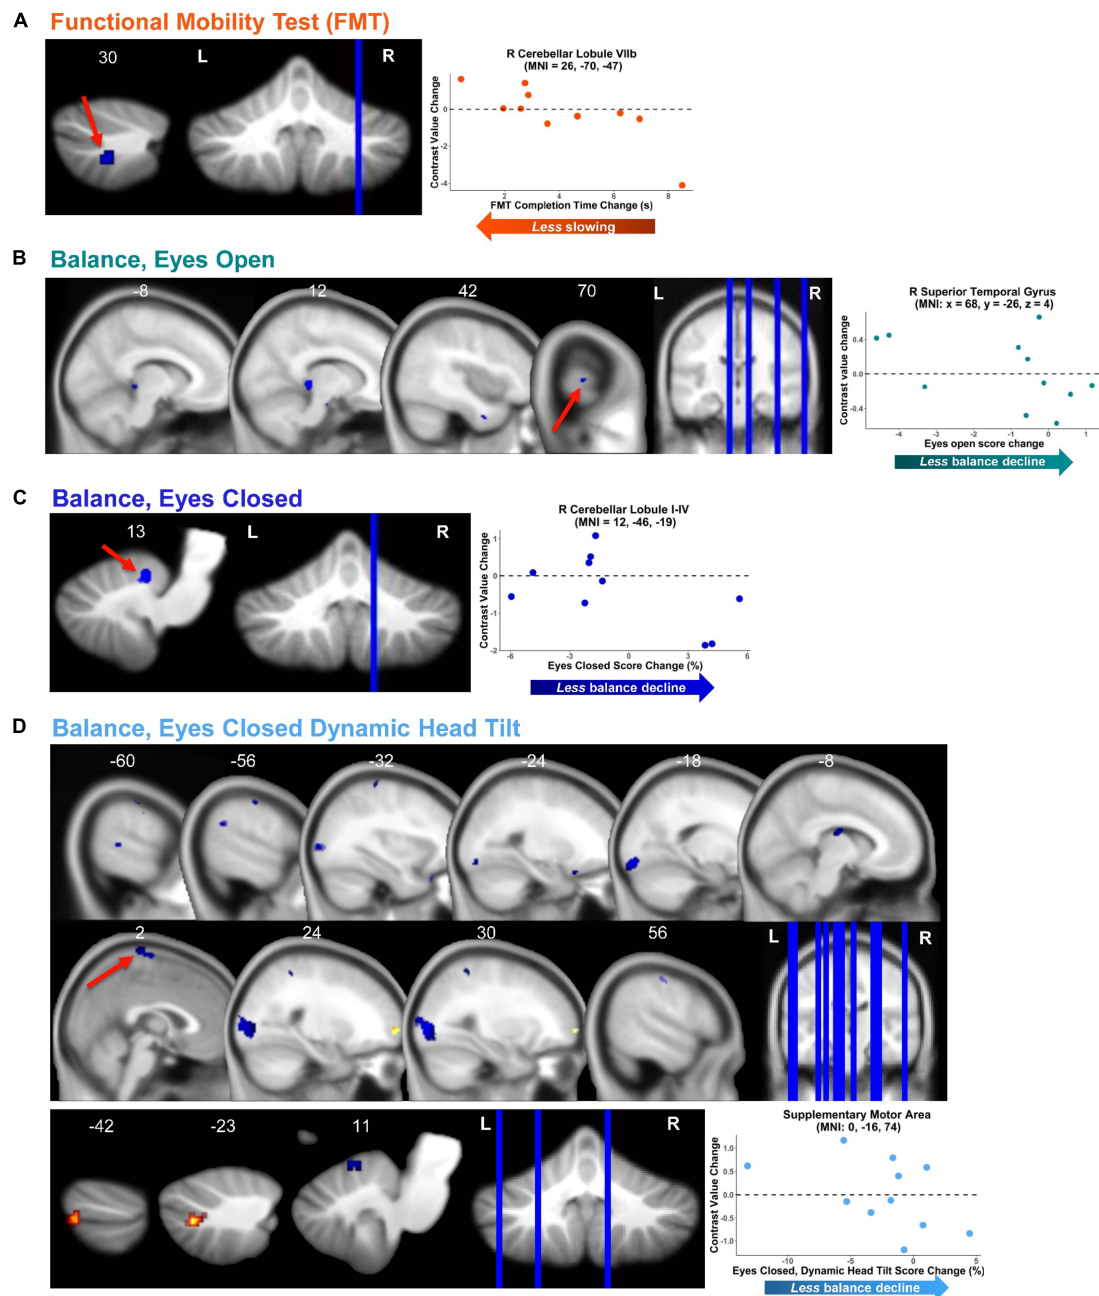 A Functional Mobility Test (FMT)
30 L R
R Cerebellar Lobule VIIb
(MNI = 26, -70, -47)
Contrast Value Change
0
-2
-4
2 4 6 8
FMT Completion Time Change (s)
Less slowing
B Balance, Eyes Open
-8 12 42 70 L R
R Superior Temporal Gyrus
(MNI: x = 68, y = -26, z = 4)
Contrast value change
0.4
0.0
-0.4
-4 -3 -2 -1 0 1
Eyes open score change
Less balance decline
C Balance, Eyes Closed
13 L R
R Cerebellar Lobule I-IV
(MNI = 12, -46, -19)
Contrast Value Change
1
0
-1
-2
-6 -3 0 3 6
Eyes Closed Score Change (%)
Less balance decline
D Balance, Eyes Closed Dynamic Head Tilt
-60 -56 -32 -24 -18 -8
2 24 30 56 L R
-42 -23 11 L R
Supplementary Motor Area
(MNI: 0, -16, 74)
Contrast Value Change
1.0
0.5
0.0
-0.5
-1.0
-10 -5 0 5
Eyes Closed, Dynamic Head Tilt Score Change (%)
Less balance decline